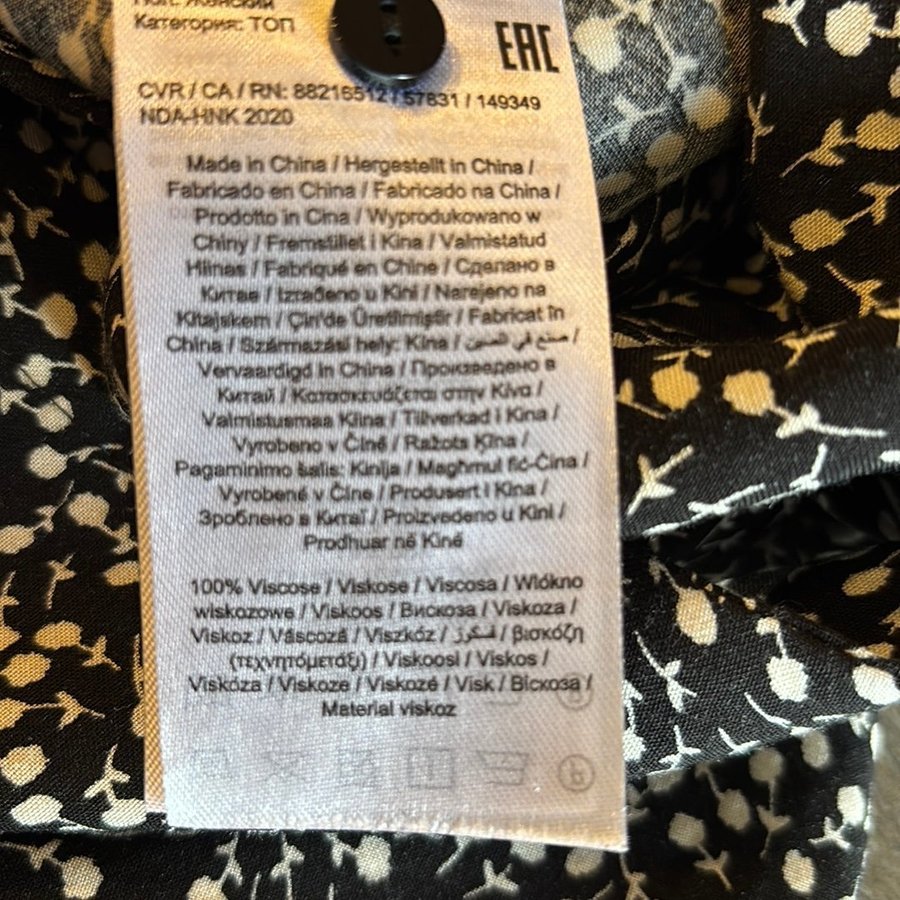 Пол: Женский
Категория: ТОП
EAC
CVR / CA / RN: 88216512 / 57831 / 149349
NDA-HNK 2020
Made in China / Hergestellt in China /
Fabricado en China / Fabricado na China /
Prodotto in Cina / Wyprodukowano w
Chiny / Fremstillet i Kina / Valmistatud
Hiinas / Fabriqué en Chine / Сделано в
Китае / Izrađeno u Kini / Narejeno na
Kitajskem / Çin'de Üretilmiştir / Fabricat în
China / Származási hely: Kína / صنع في الصين /
Vervaardigd in China / Произведено в
Китай / Κατασκευάζεται στην Κίνα /
Valmistusmaa Kiina / Tillverkad i Kina /
Vyrobeno v Číně / Ražots Ķīna /
Pagaminimo šalis: Kinija / Magħmul fiċ-Ċina /
Vyrobené v Číne / Produsert i Kina /
Зроблено в Китаї / Proizvedeno u Kini /
Prodhuar në Kinë
100% Viscose / Viskose / Viscosa / Włókno
wiskozowe / Viskoos / Вискоза / Viskoza /
Viskoz / Vâscoză / Viszkóz / فسكوز / βισκόζη
(τεχνητόμετάξι) / Viskoosi / Viskos /
Viskóza / Viskoze / Viskozė / Visk / Віскоза /
Material viskoz